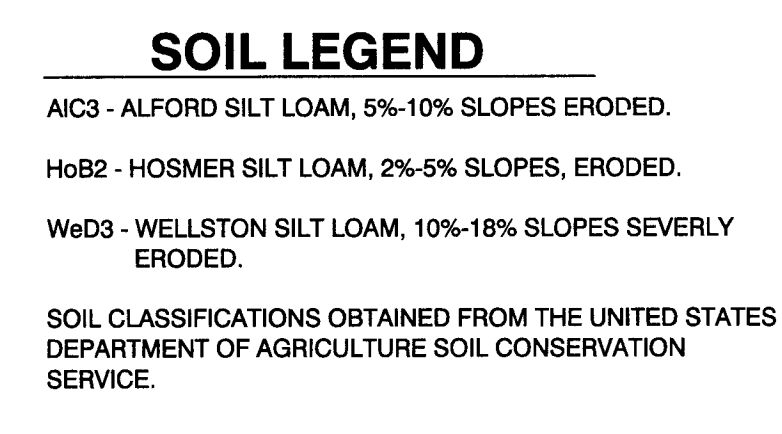 SOIL LEGEND
AlC3 - ALFORD SILT LOAM, 5%-10% SLOPES ERODED.
HoB2 - HOSMER SILT LOAM, 2%-5% SLOPES, ERODED.
WeD3 - WELLSTON SILT LOAM, 10%-18% SLOPES SEVERLY
ERODED.
SOIL CLASSIFICATIONS OBTAINED FROM THE UNITED STATES
DEPARTMENT OF AGRICULTURE SOIL CONSERVATION
SERVICE.